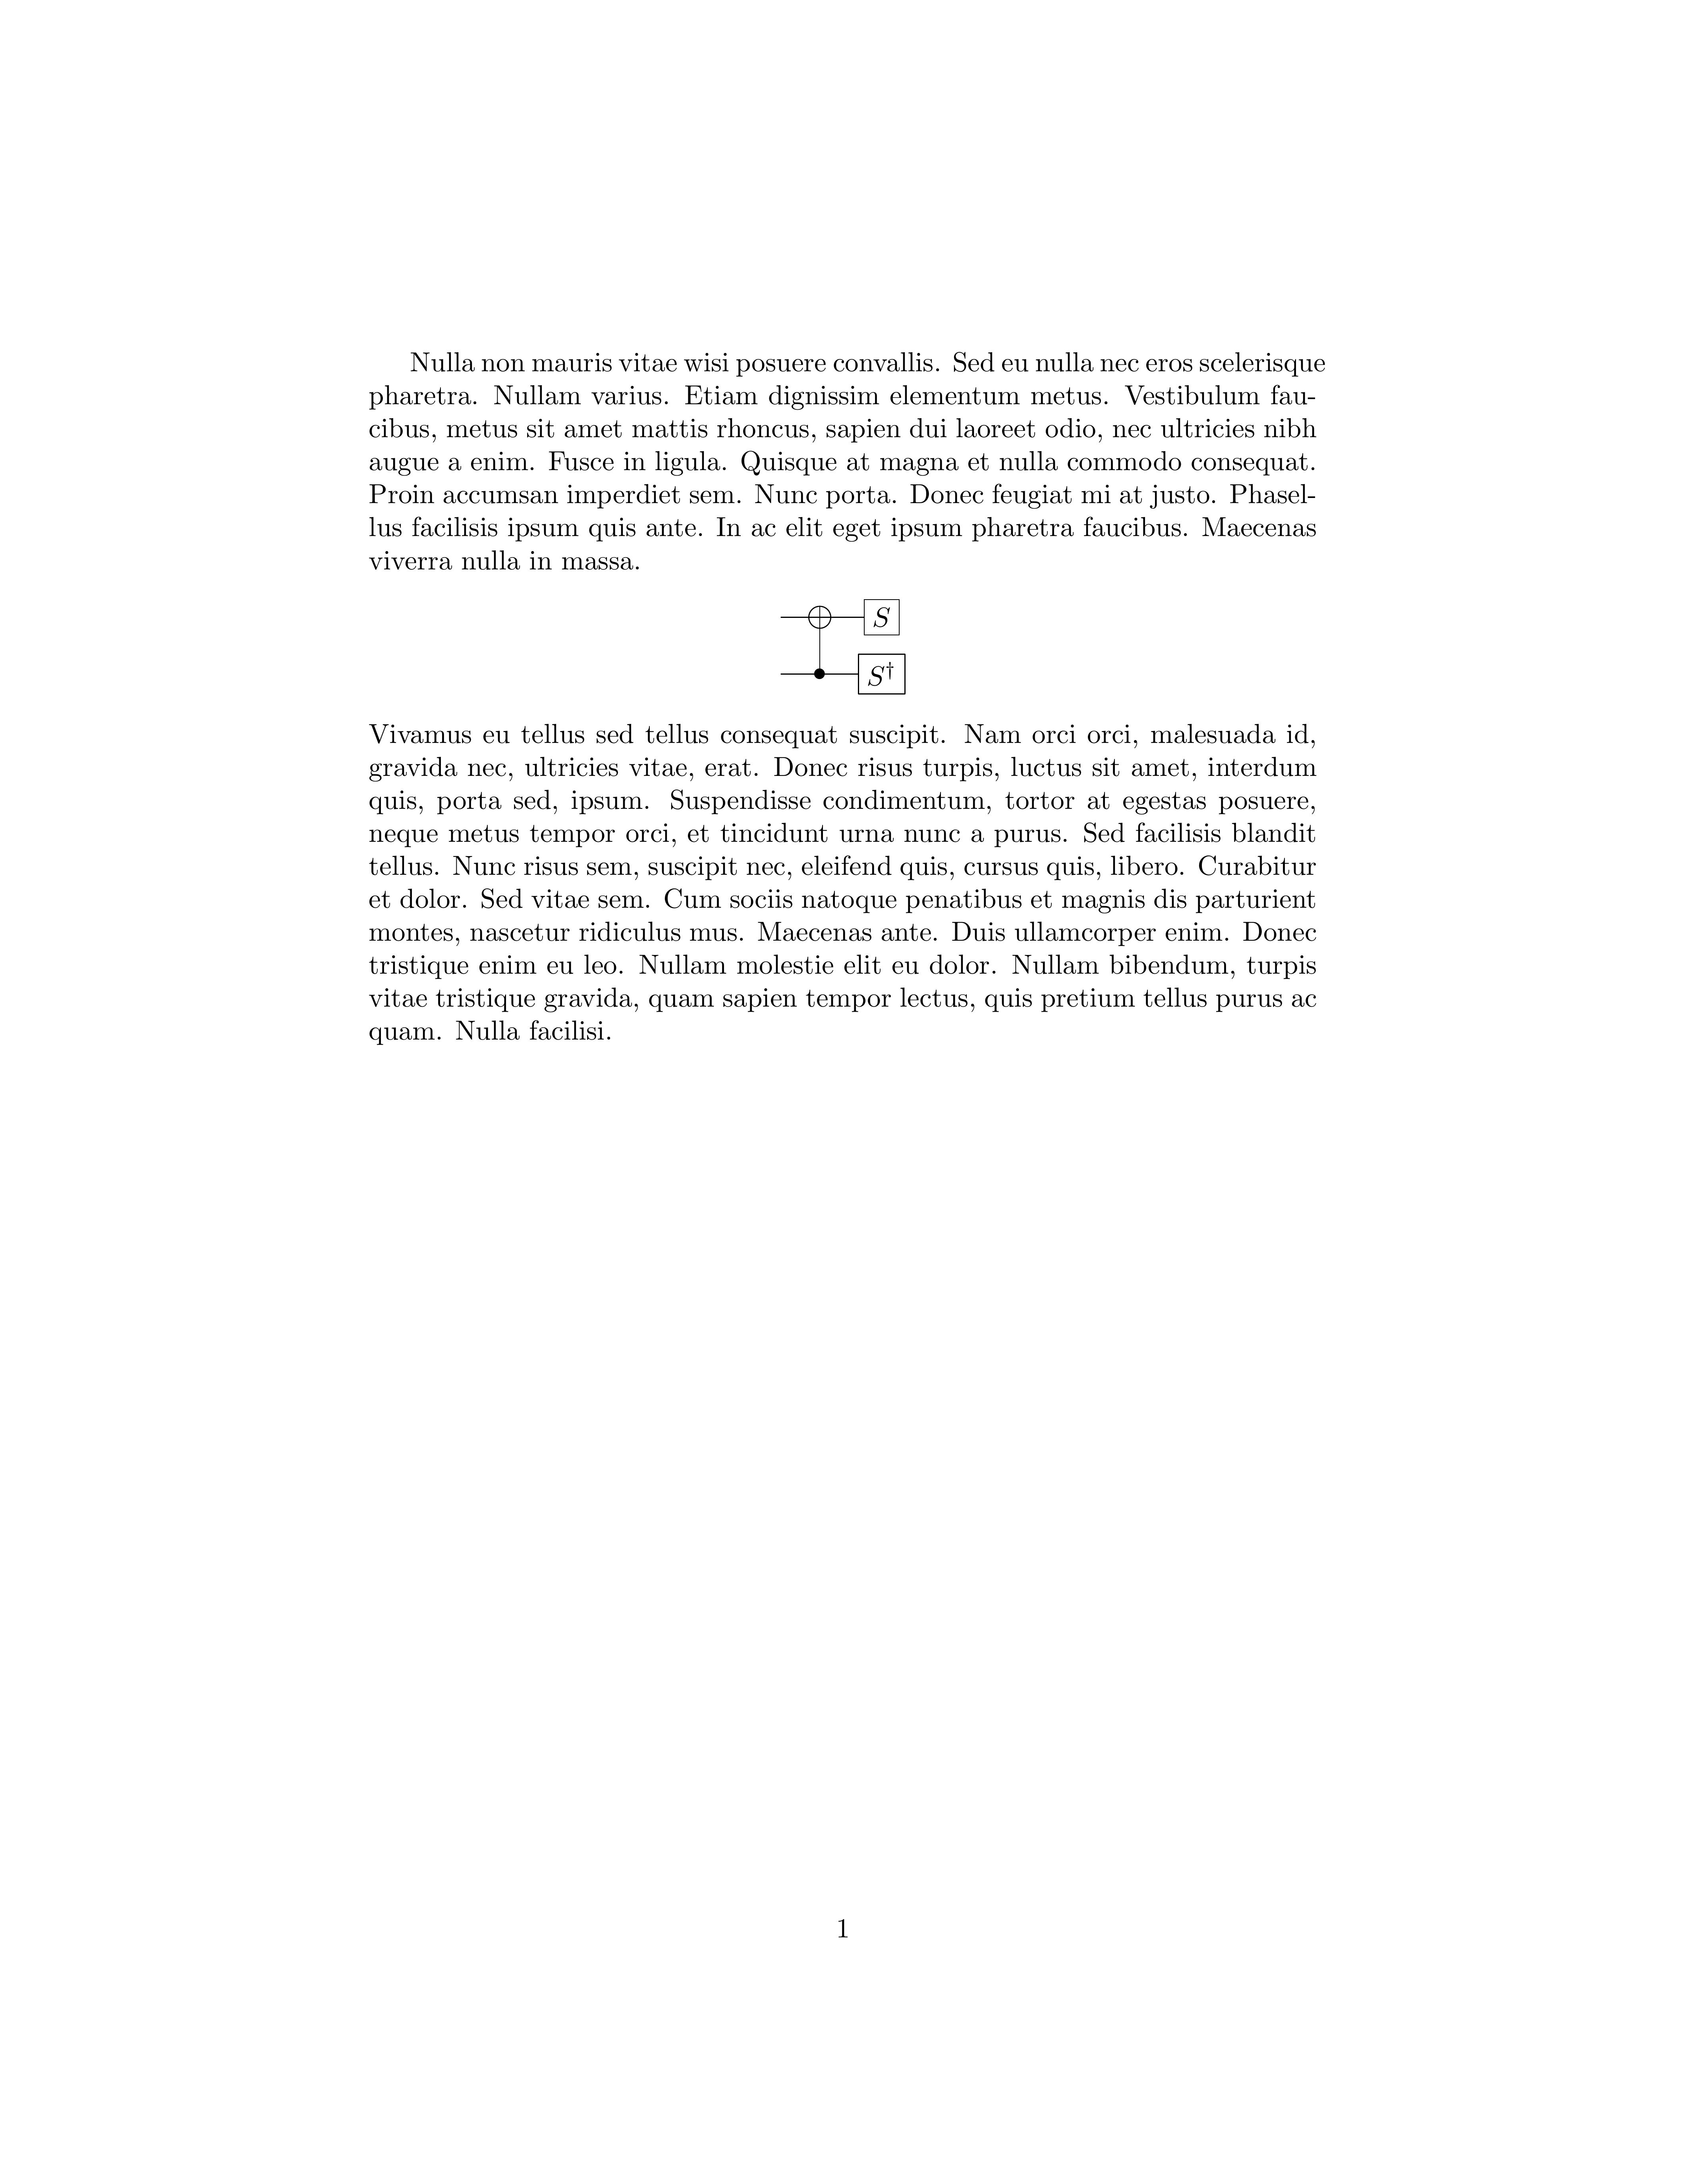 Nulla non mauris vitae wisi posuere convallis. Sed eu nulla nec eros scelerisque
pharetra. Nullam varius. Etiam dignissim elementum metus. Vestibulum fau-
cibus, metus sit amet mattis rhoncus, sapien dui laoreet odio, nec ultricies nibh
augue a enim. Fusce in ligula. Quisque at magna et nulla commodo consequat.
Proin accumsan imperdiet sem. Nunc porta. Donec feugiat mi at justo. Phasel-
lus facilisis ipsum quis ante. In ac elit eget ipsum pharetra faucibus. Maecenas
viverra nulla in massa.
S
S†
Vivamus eu tellus sed tellus consequat suscipit. Nam orci orci, malesuada id,
gravida nec, ultricies vitae, erat. Donec risus turpis, luctus sit amet, interdum
quis, porta sed, ipsum. Suspendisse condimentum, tortor at egestas posuere,
neque metus tempor orci, et tincidunt urna nunc a purus. Sed facilisis blandit
tellus. Nunc risus sem, suscipit nec, eleifend quis, cursus quis, libero. Curabitur
et dolor. Sed vitae sem. Cum sociis natoque penatibus et magnis dis parturient
montes, nascetur ridiculus mus. Maecenas ante. Duis ullamcorper enim. Donec
tristique enim eu leo. Nullam molestie elit eu dolor. Nullam bibendum, turpis
vitae tristique gravida, quam sapien tempor lectus, quis pretium tellus purus ac
quam. Nulla facilisi.
1